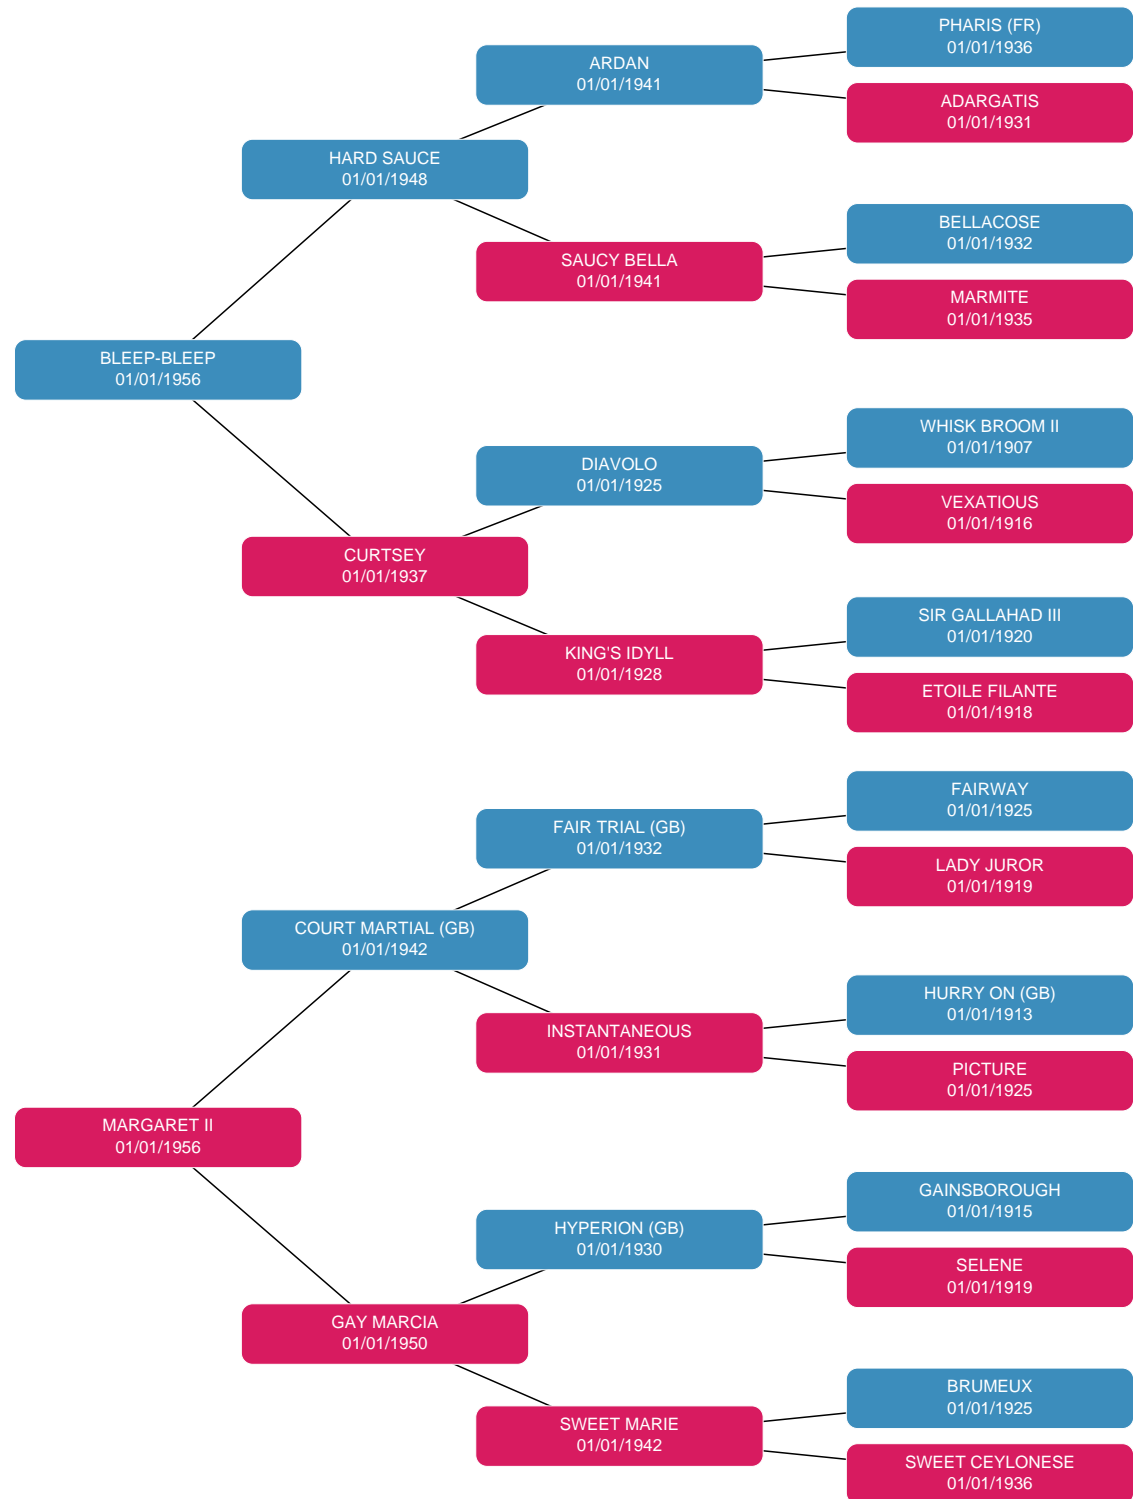 PHARIS (FR)
01/01/1936
ARDAN
01/01/1941
ADARGATIS
01/01/1931
HARD SAUCE
01/01/1948
BELLACOSE
01/01/1932
SAUCY BELLA
01/01/1941
MARMITE
01/01/1935
BLEEP-BLEEP
01/01/1956
WHISK BROOM II
01/01/1907
DIAVOLO
01/01/1925
VEXATIOUS
01/01/1916
CURTSEY
01/01/1937
SIR GALLAHAD III
01/01/1920
KING'S IDYLL
01/01/1928
ETOILE FILANTE
01/01/1918
FAIRWAY
01/01/1925
FAIR TRIAL (GB)
01/01/1932
LADY JUROR
01/01/1919
COURT MARTIAL (GB)
01/01/1942
HURRY ON (GB)
01/01/1913
INSTANTANEOUS
01/01/1931
PICTURE
01/01/1925
MARGARET II
01/01/1956
GAINSBOROUGH
01/01/1915
HYPERION (GB)
01/01/1930
SELENE
01/01/1919
GAY MARCIA
01/01/1950
BRUMEUX
01/01/1925
SWEET MARIE
01/01/1942
SWEET CEYLONESE
01/01/1936